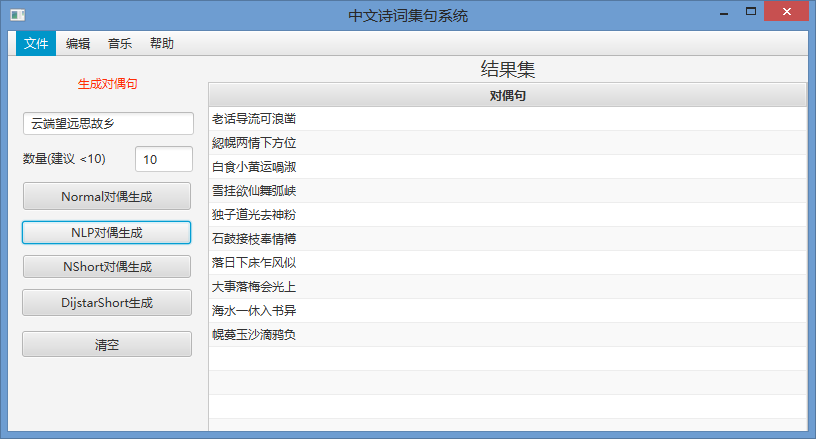 中文诗词集句系统
文件 编辑 音乐 帮助
生成对偶句
云端望远思故乡
数量(建议 <10) 10
Normal对偶生成
NLP对偶生成
NShort对偶生成
DijstarShort生成
清空
结果集
对偶句
老话导流可浪凿
綛幌两情下方位
白食小黄运鳴淑
雪挂欲仙舞弧峡
独子道光去神粉
石鼓接枝奉情樽
落日下床乍风似
大事落梅会光上
海水一休入书异
幌甍玉沙滴鸦负